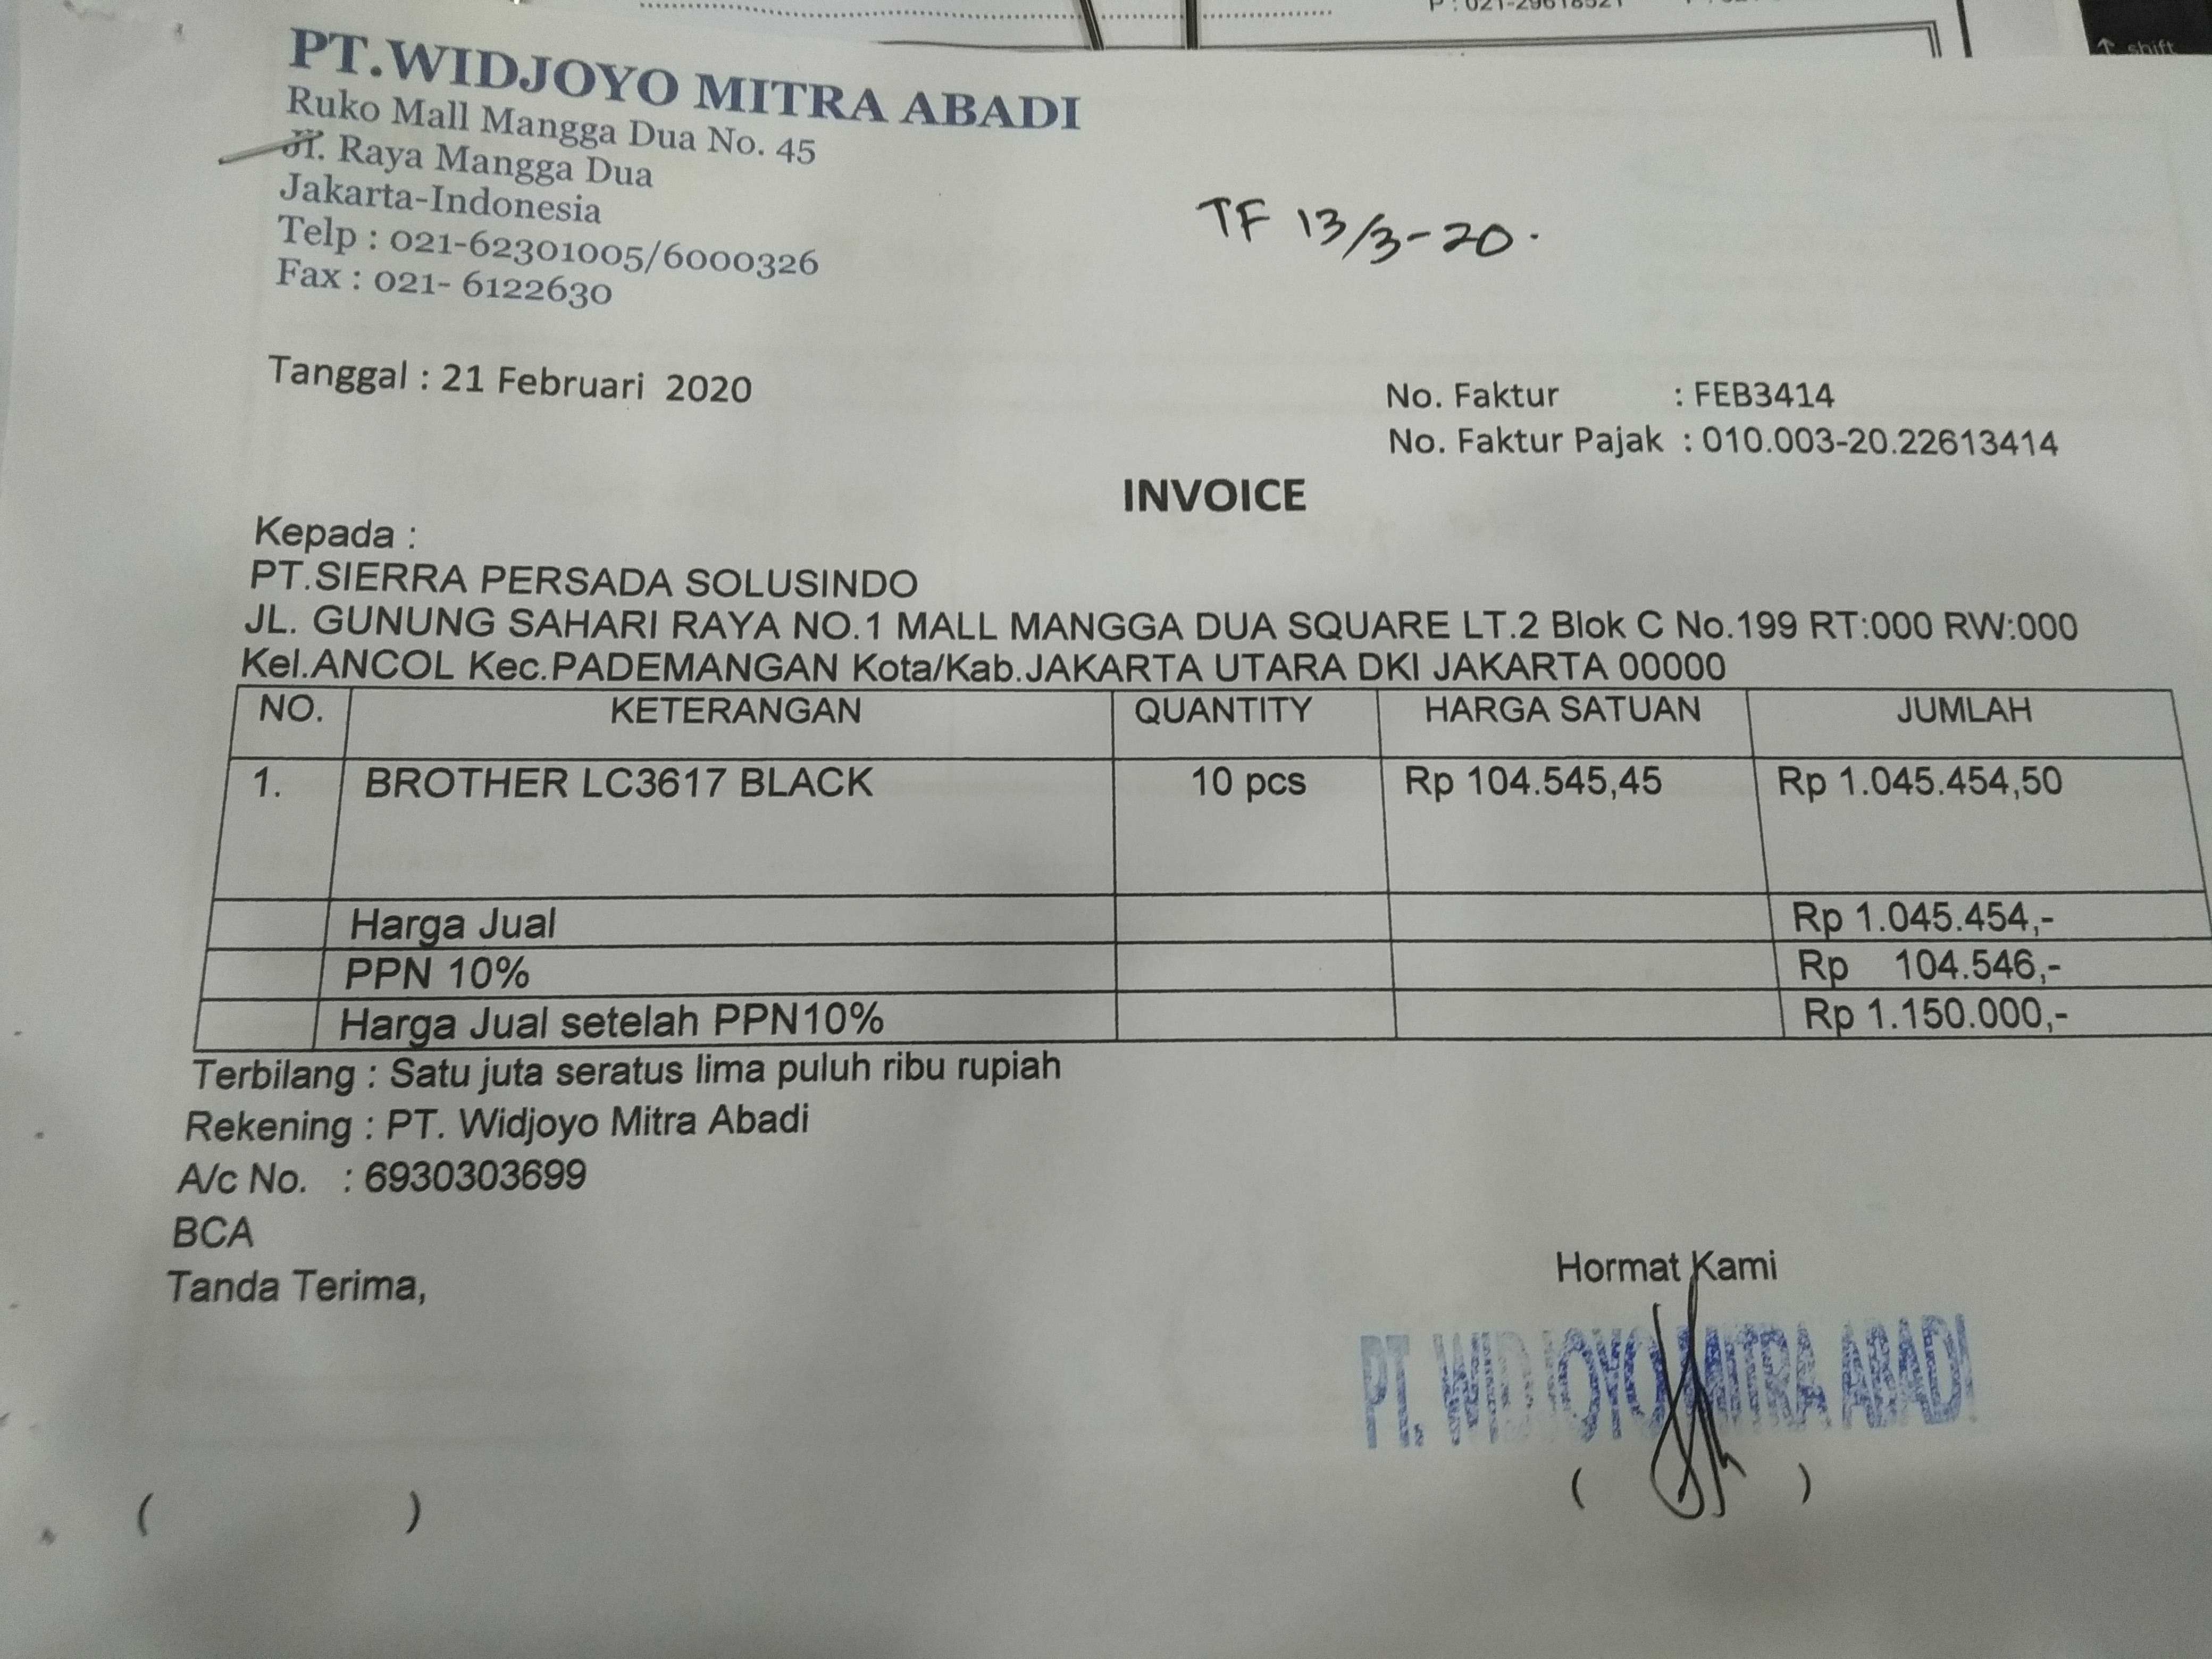 PT.WIDJOYO MITRA ABADI
Ruko Mall Mangga Dua No. 45
Jl. Raya Mangga Dua
Jakarta-Indonesia
Telp : 021-62301005/6000326
Fax : 021- 6122630
TF 13/3-20.
Tanggal : 21 Februari 2020
No. Faktur : FEB3414
No. Faktur Pajak : 010.003-20.22613414
INVOICE
Kepada :
PT.SIERRA PERSADA SOLUSINDO
JL. GUNUNG SAHARI RAYA NO.1 MALL MANGGA DUA SQUARE LT.2 Blok C No.199 RT:000 RW:000
Kel.ANCOL Kec.PADEMANGAN Kota/Kab.JAKARTA UTARA DKI JAKARTA 00000
NO. KETERANGAN QUANTITY HARGA SATUAN JUMLAH
1. BROTHER LC3617 BLACK 10 pcs Rp 104.545,45 Rp 1.045.454,50
Harga Jual Rp 1.045.454,-
PPN 10% Rp 104.546,-
Harga Jual setelah PPN10% Rp 1.150.000,-
Terbilang : Satu juta seratus lima puluh ribu rupiah
Rekening : PT. Widjoyo Mitra Abadi
A/c No. : 6930303699
BCA
Tanda Terima,
Hormat Kami
PT. WIDJOYO MITRA ABADI
( )
( )
shift